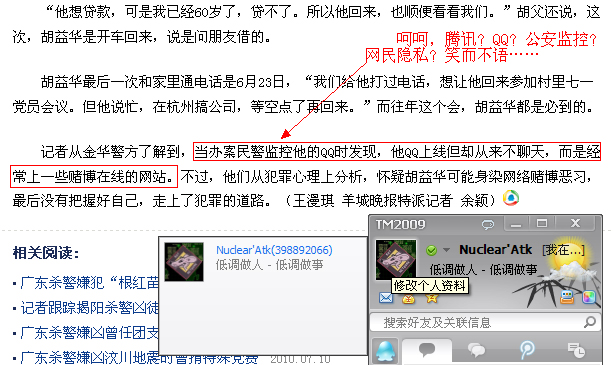 “他想贷款，可是我已经60岁了，贷不了。所以他回来，也顺便看看我们。”胡父还说，这
次，胡益华是开车回来，说是问朋友借的。
呵呵，腾讯？QQ？公安监控？
网民隐私？笑而不语……
胡益华最后一次和家里通电话是6月23日，“我们给他打过电话，想让他回来参加村里七一
党员会议。但他说忙，在杭州搞公司，等空点了再回来。”而往年这个会，胡益华都是必到的。
记者从金华警方了解到，当办案民警监控他的QQ时发现，他QQ上线但却从来不聊天，而是经
常上一些赌博在线的网站。不过，他们从犯罪心理上分析，怀疑胡益华可能身染网络赌博恶习，
最后没有把握好自己，走上了犯罪的道路。（王漫琪 羊城晚报特派记者 余颖）
相关阅读：
广东杀警嫌犯“根红苗
记者跟踪揭阳杀警凶徒
广东杀警嫌凶曾任团支
广东杀警嫌凶汶川地震时曾捐特殊党费 2010.07.10
Nuclear'Atk(398892066)
低调做人 - 低调做事
TM2009
Nuclear'Atk [我在...]
低调做人 - 低调做事
修改个人资料
搜索好友及关联信息